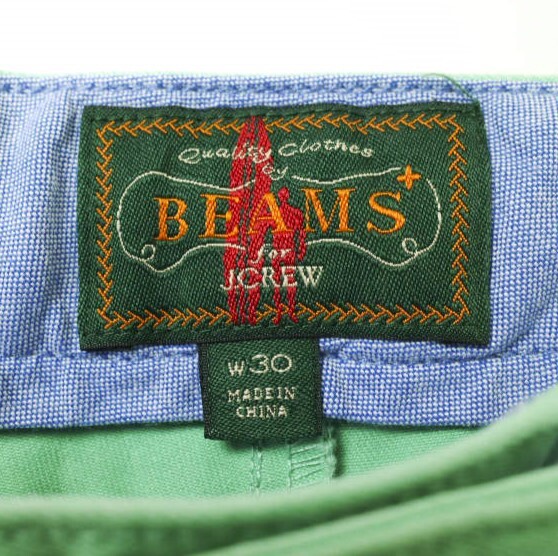 Quality Clothes
by
BEAMS+
for
J.CREW
W30
MADE IN
CHINA